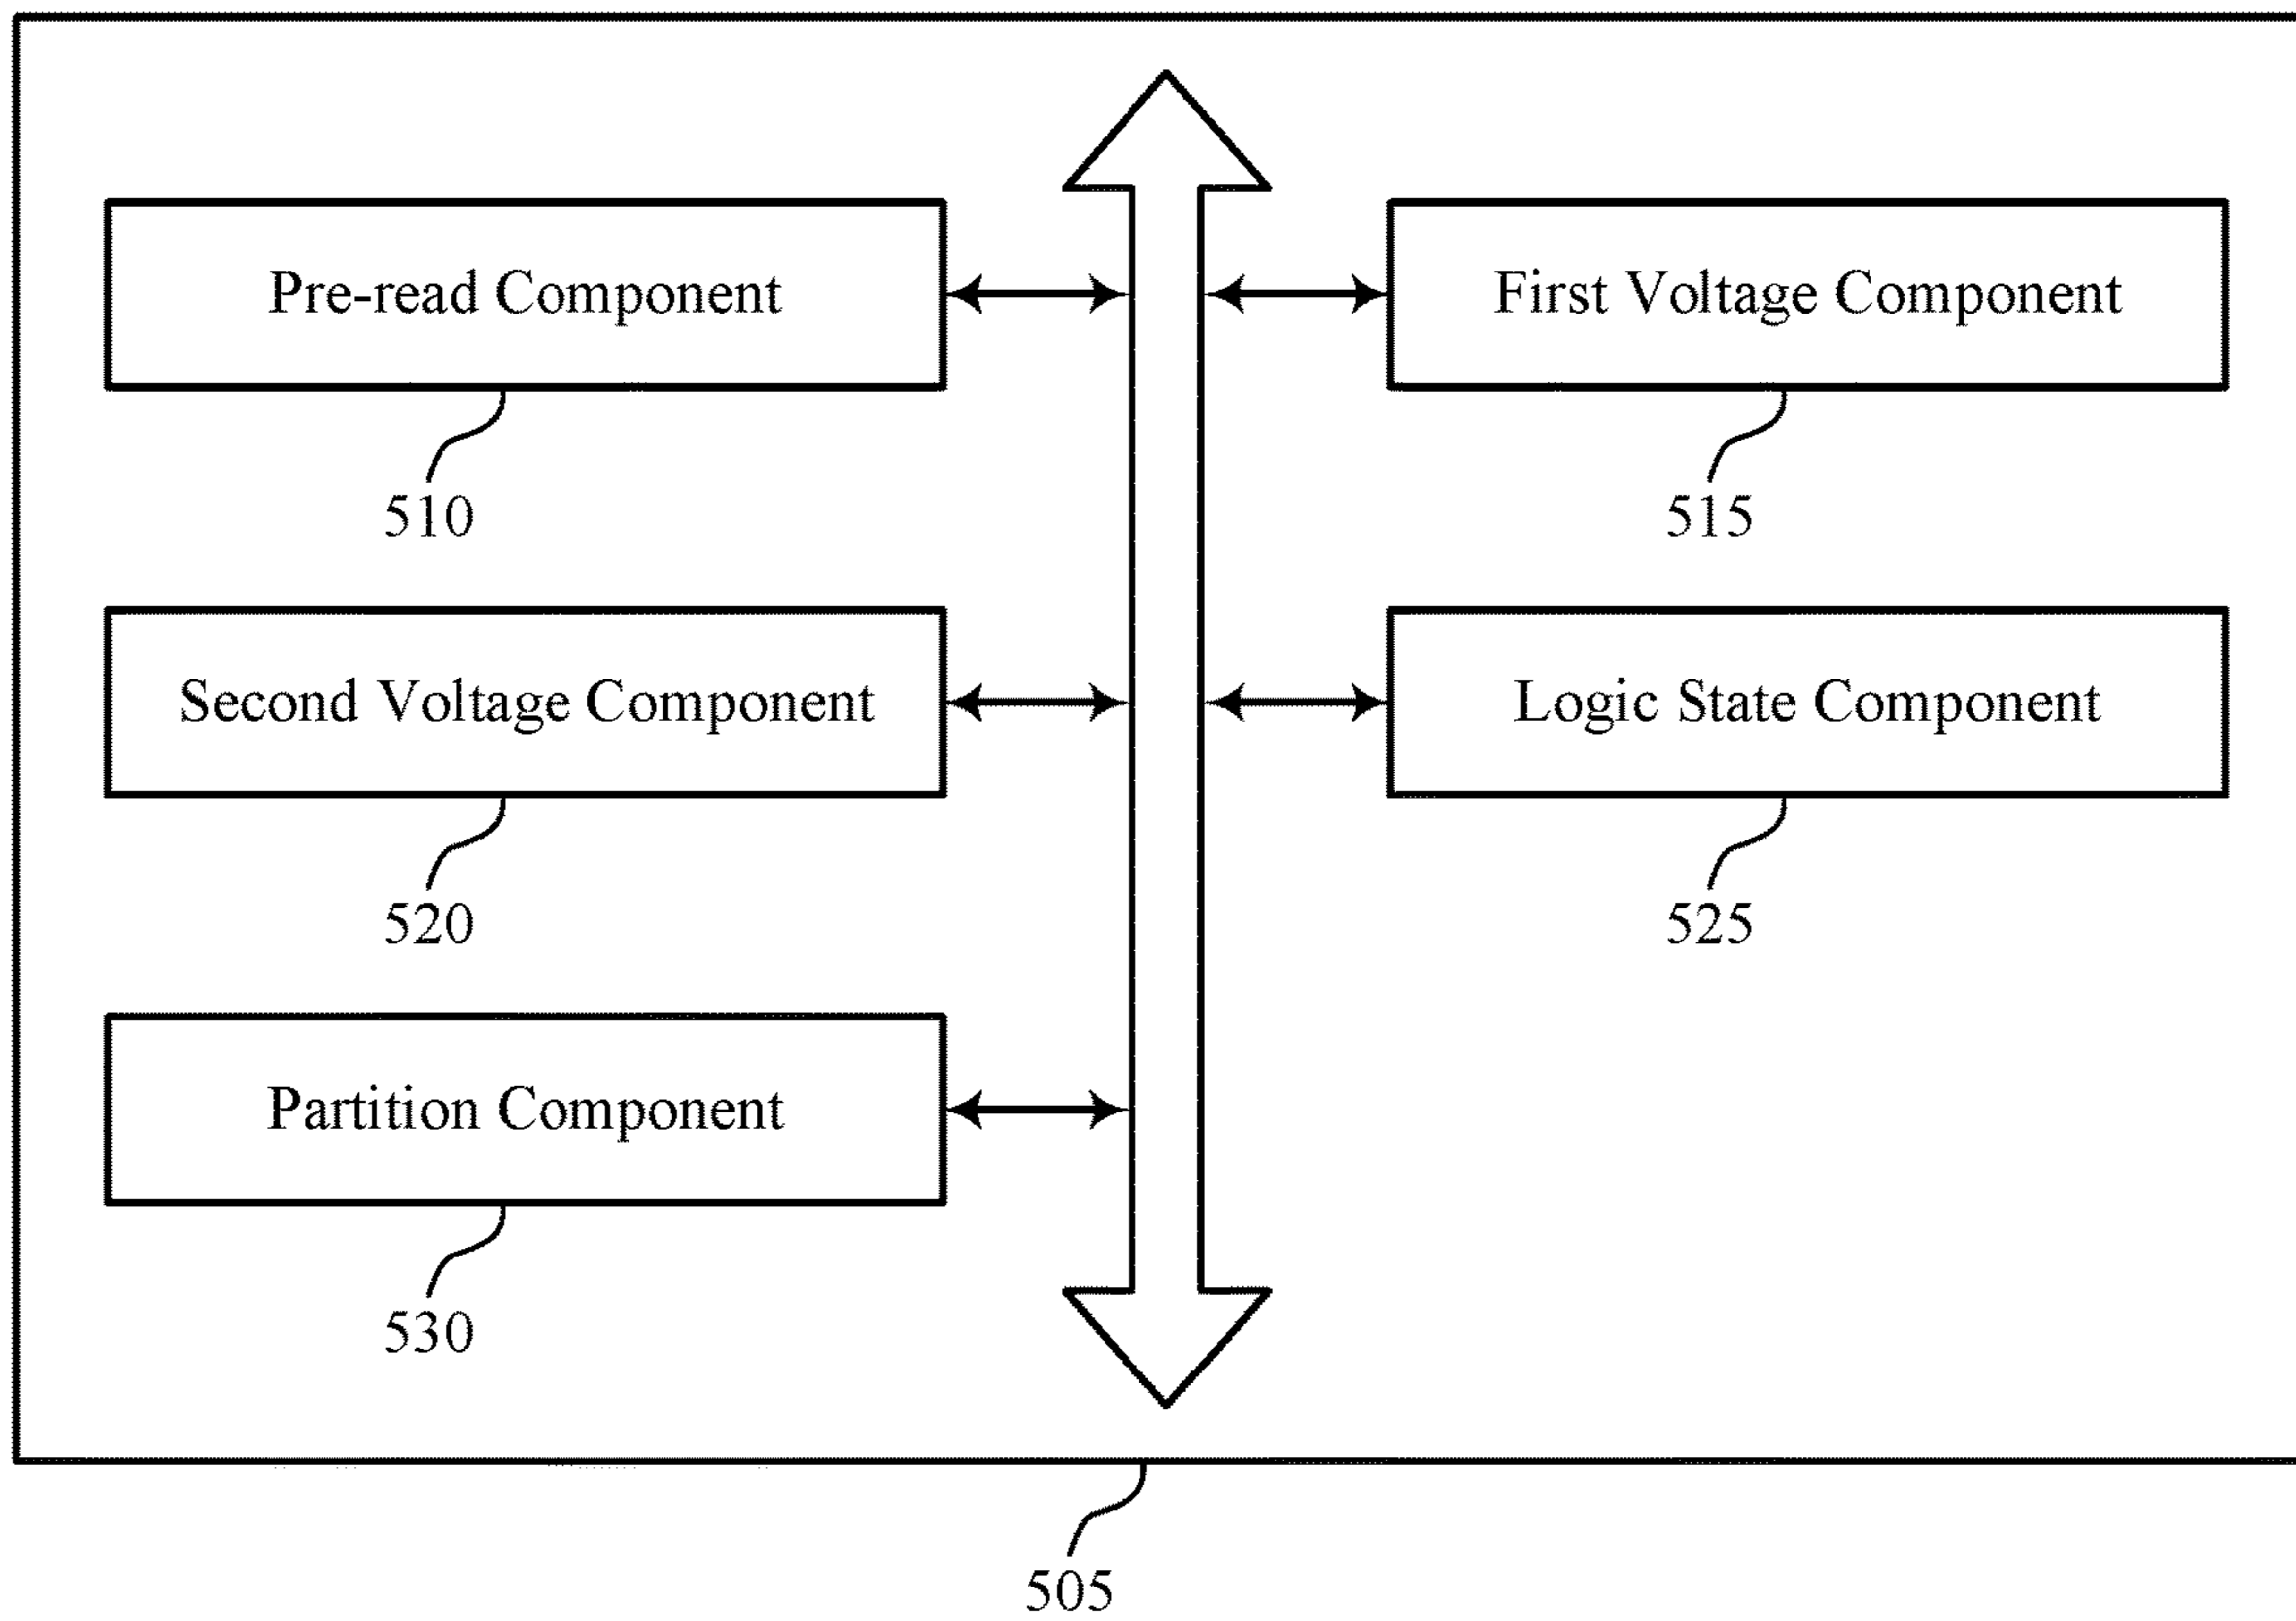 Pre-read Component
First Voltage Component
510
515
Second Voltage Component
Logic State Component
520
525
Partition Component
530
505